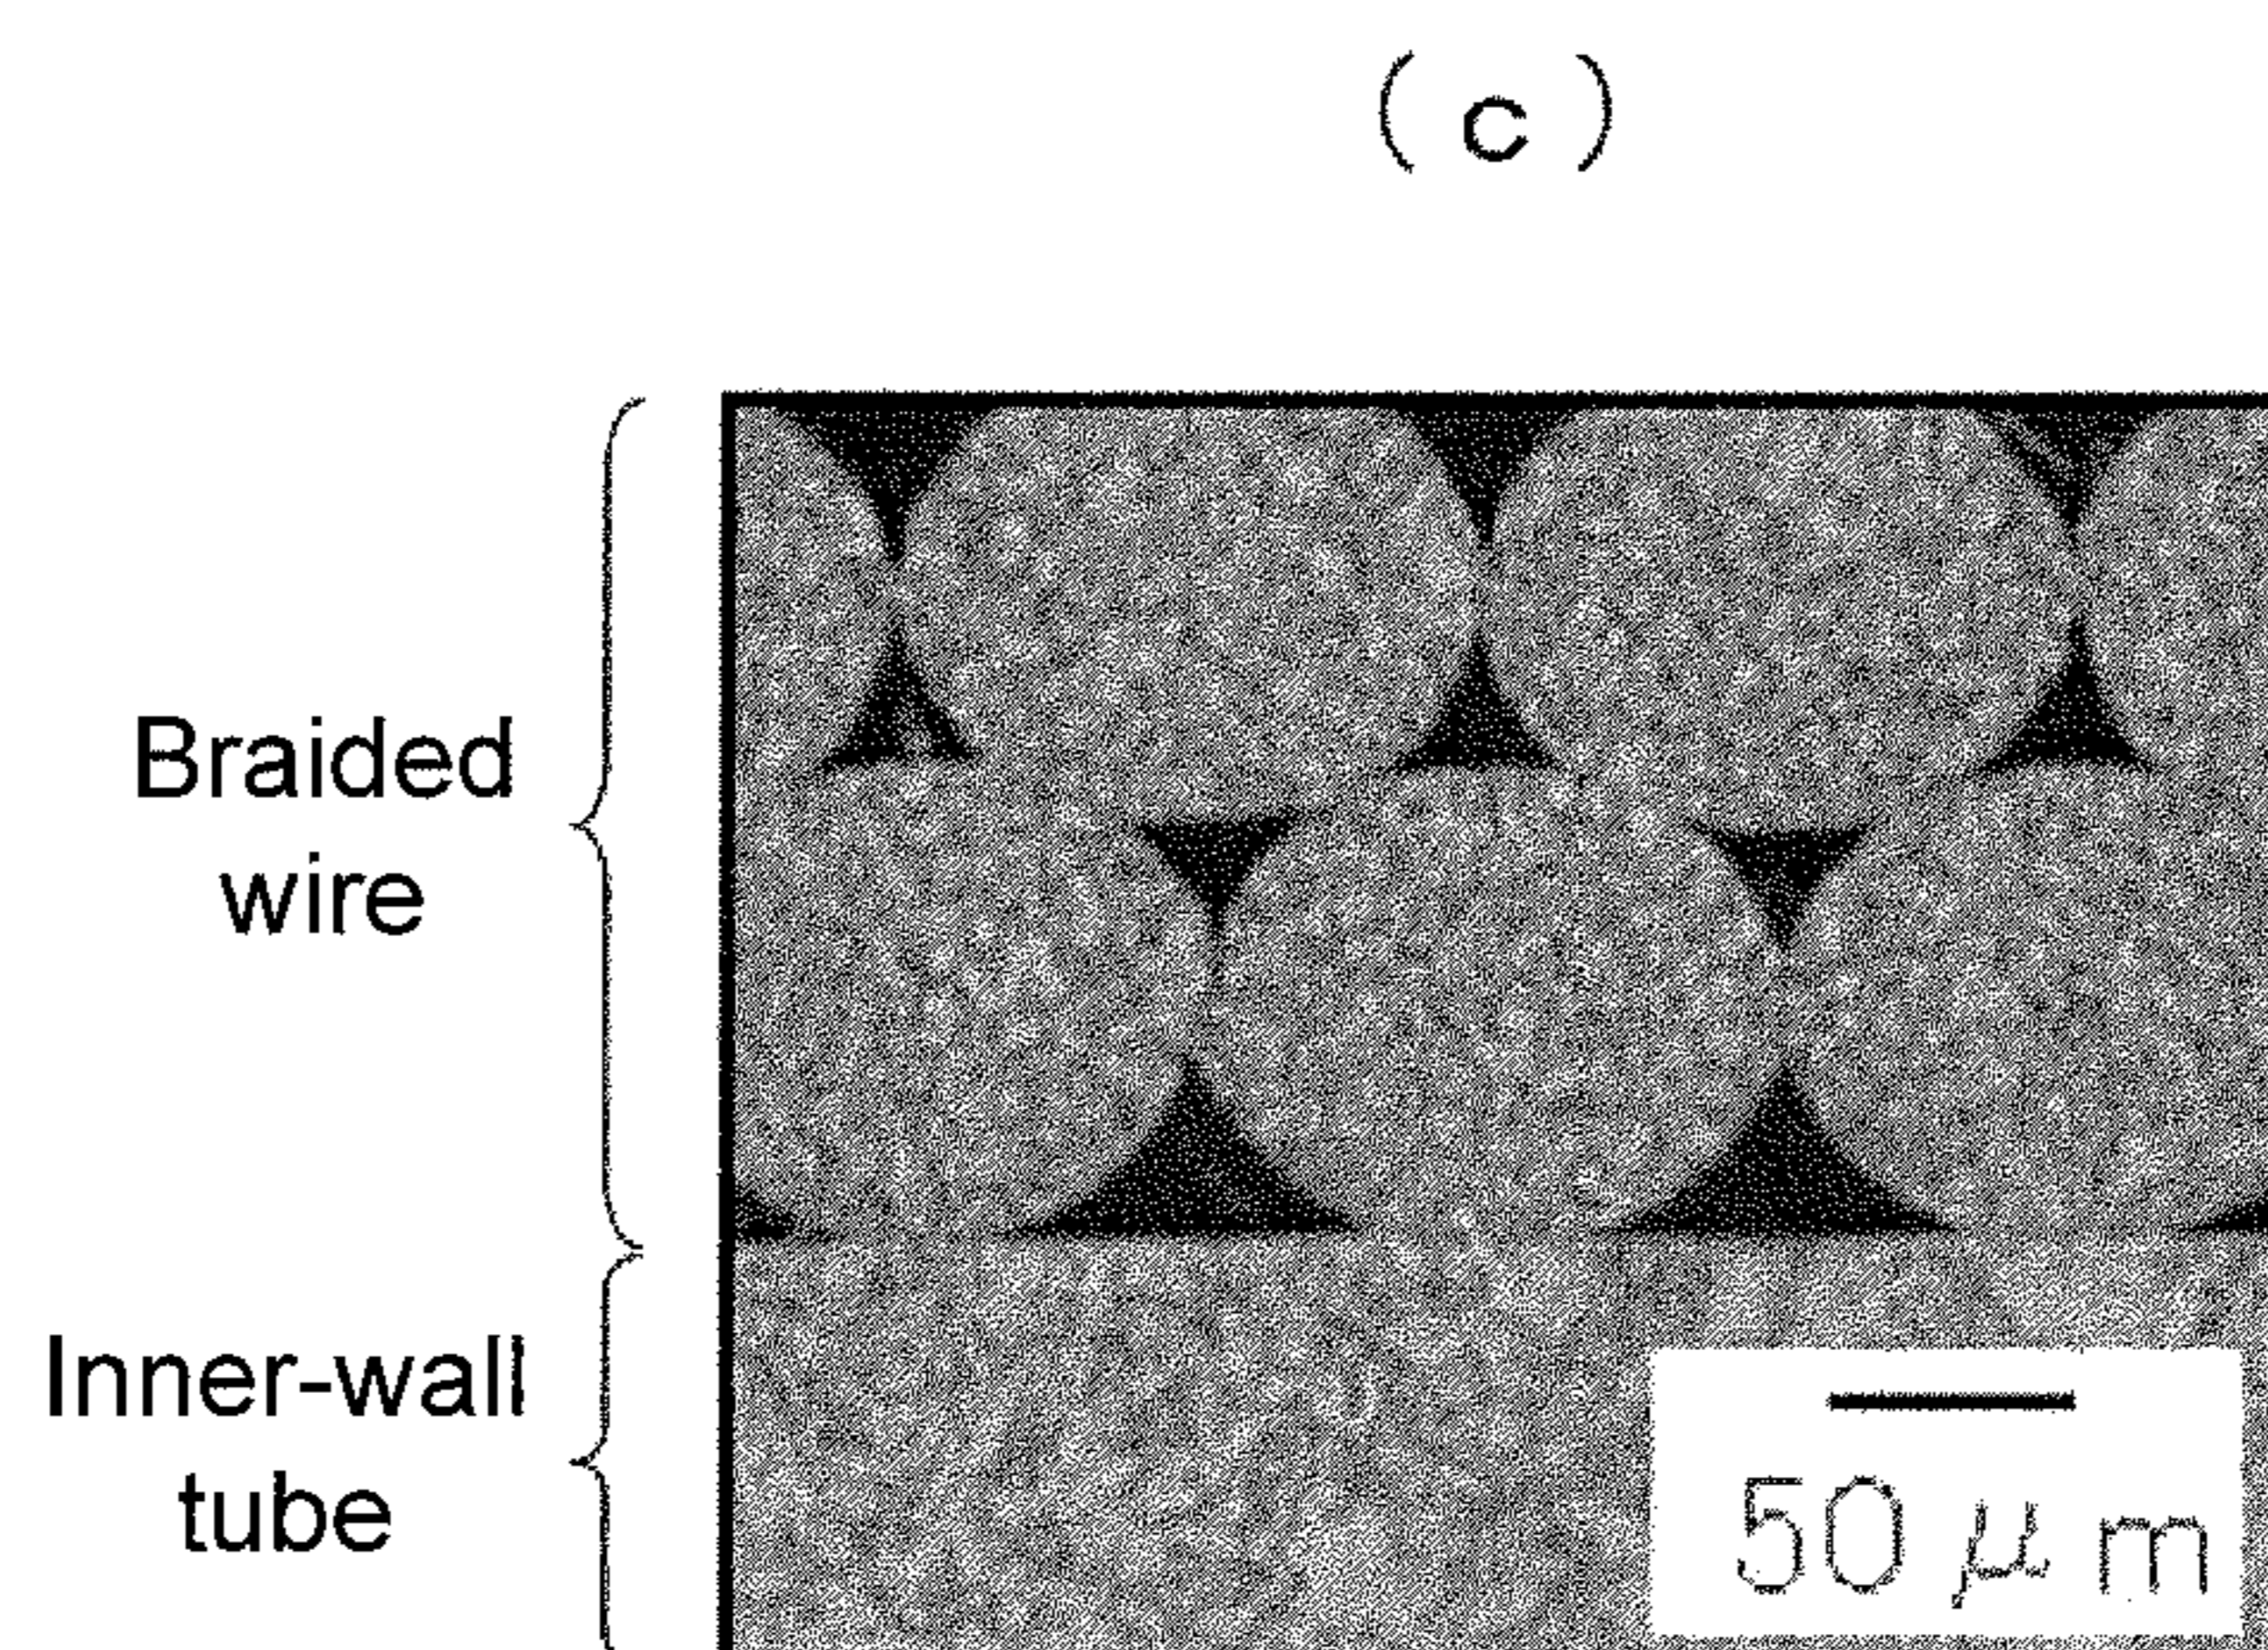 (c)
Braided
wire
Inner-wall
tube
50 μm